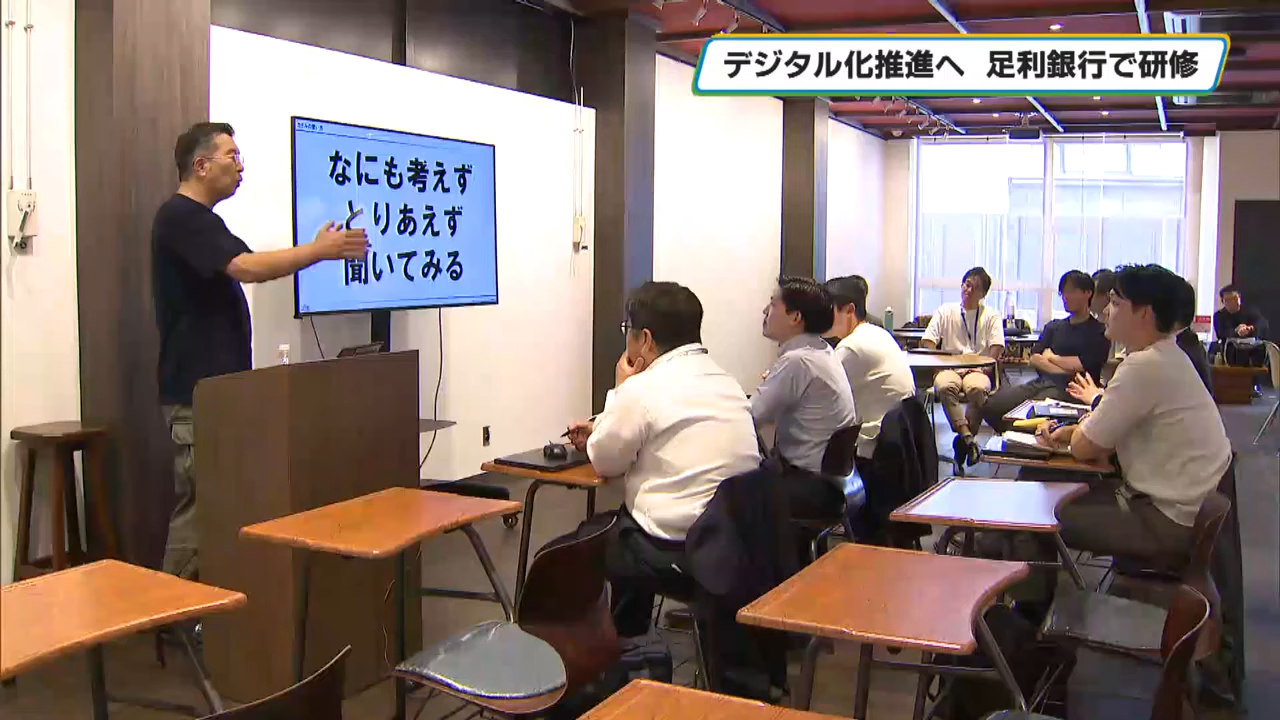 デジタル化推進へ 足利銀行で研修
なにも考えず
とりあえず
聞いてみる